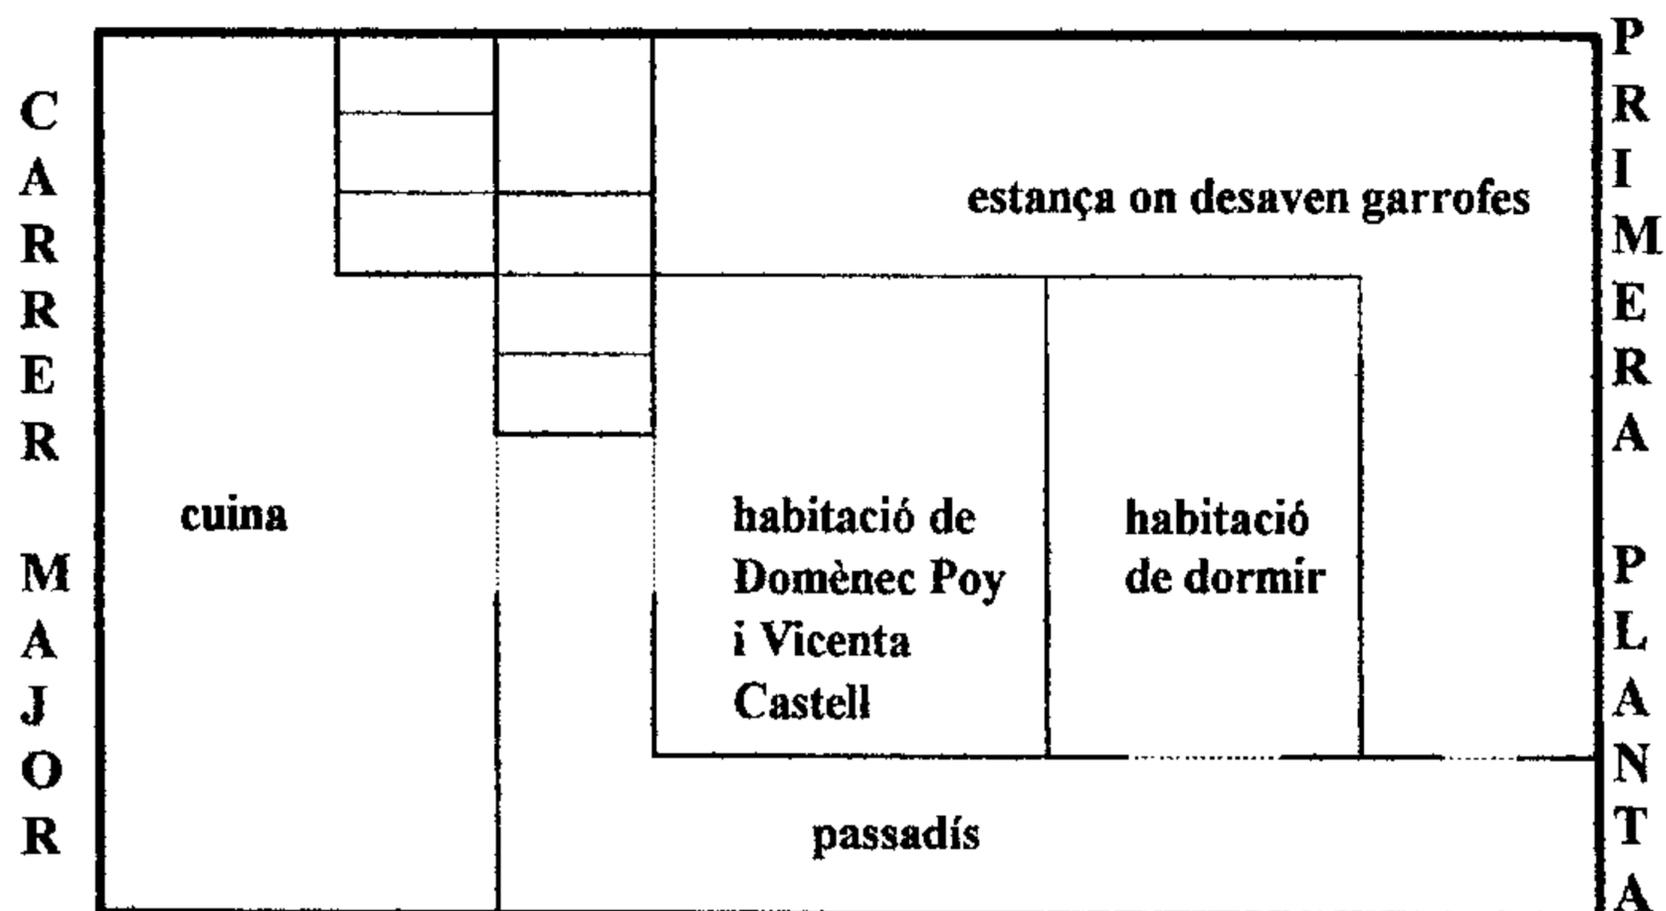 CARRER MAJOR
cuina
estança on desaven garrofes
habitació de
Domènec Poy
i Vicenta
Castell
habitació
de dormir
passadís
PRIMERA PLANTA